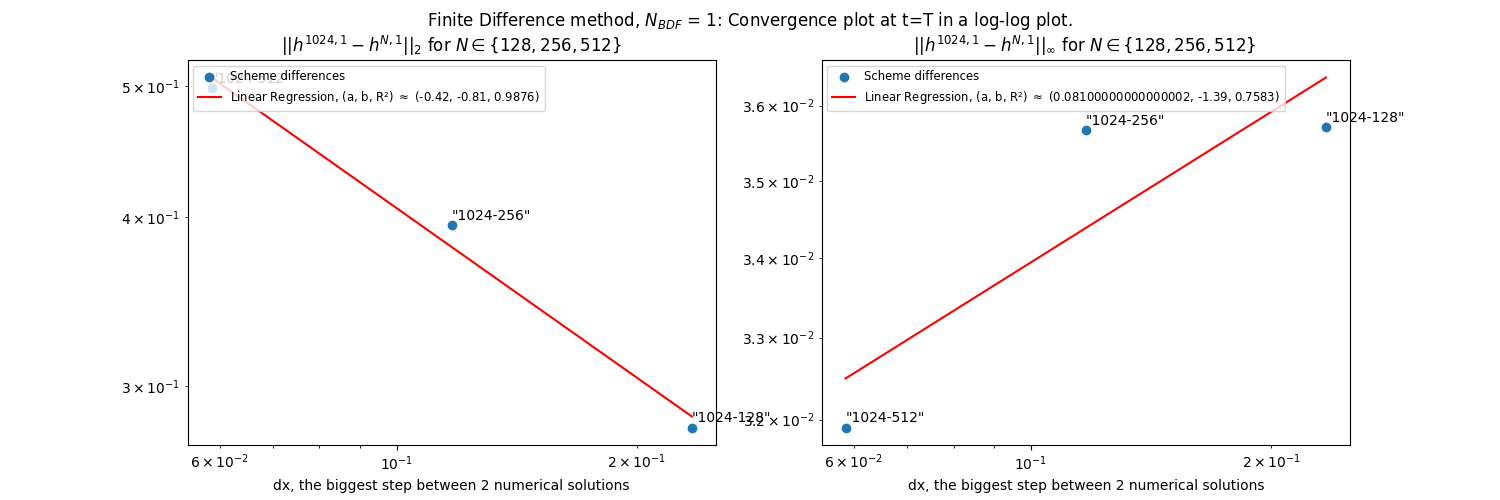 Finite Difference method, $N_{BDF}$ = 1: Convergence plot at t=T in a log-log plot.
$||h^{1024,1} - h^{N,1}||_2$ for $N \in \{128, 256, 512\}$
Scheme differences
Linear Regression, (a, b, R²) ≈ (-0.42, -0.81, 0.9876)
5 × 10⁻¹
"1024-256"
4 × 10⁻¹
3 × 10⁻¹
"1024-128"
6 × 10⁻²
10⁻¹
2 × 10⁻¹
dx, the biggest step between 2 numerical solutions
$||h^{1024,1} - h^{N,1}||_\infty$ for $N \in \{128, 256, 512\}$
Scheme differences
Linear Regression, (a, b, R²) ≈ (0.08100000000000002, -1.39, 0.7583)
3.6 × 10⁻²
"1024-256"
"1024-128"
3.5 × 10⁻²
3.4 × 10⁻²
3.3 × 10⁻²
3.2 × 10⁻²
"1024-512"
6 × 10⁻²
10⁻¹
2 × 10⁻¹
dx, the biggest step between 2 numerical solutions